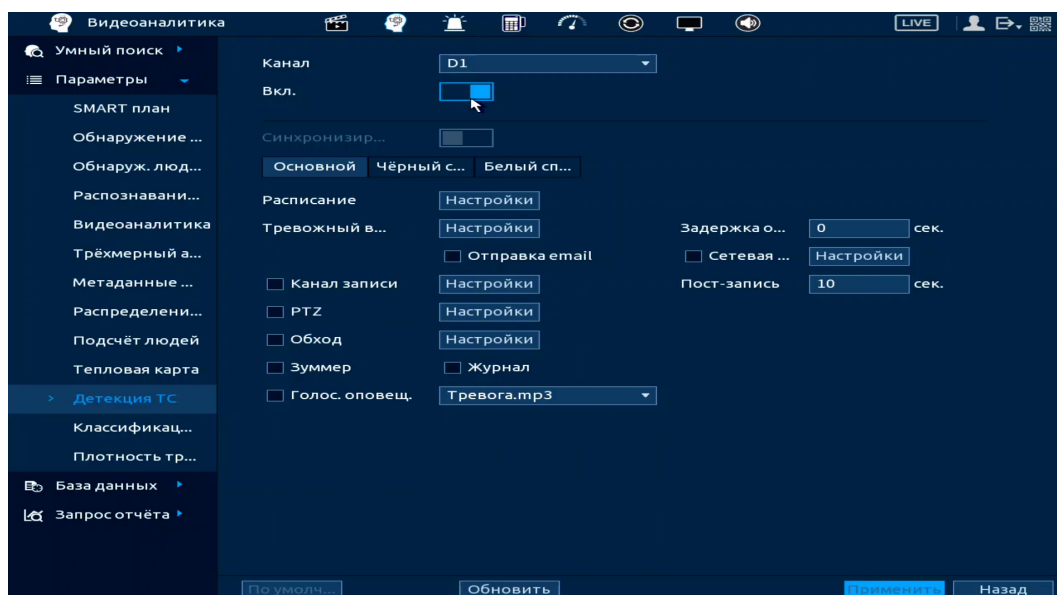 Видеоаналитика LIVE
Умный поиск
Параметры
SMART план
Обнаружение ...
Обнаруж. люд...
Распознавани...
Видеоаналитика
Трёхмерный а...
Метаданные ...
Распределени...
Подсчёт людей
Тепловая карта
> Детекция ТС
Классификац...
Плотность тр...
База данных
Запрос отчёта
Канал D1
Вкл.
Синхронизир...
Основной Чёрный с... Белый сп...
Расписание Настройки
Тревожный в... Настройки Задержка о... 0 сек.
Отправка email Сетевая ... Настройки
Канал записи Настройки Пост-запись 10 сек.
PTZ Настройки
Обход Настройки
Зуммер Журнал
Голос. оповещ. Тревога.mp3
По умолч... Обновить Применить Назад